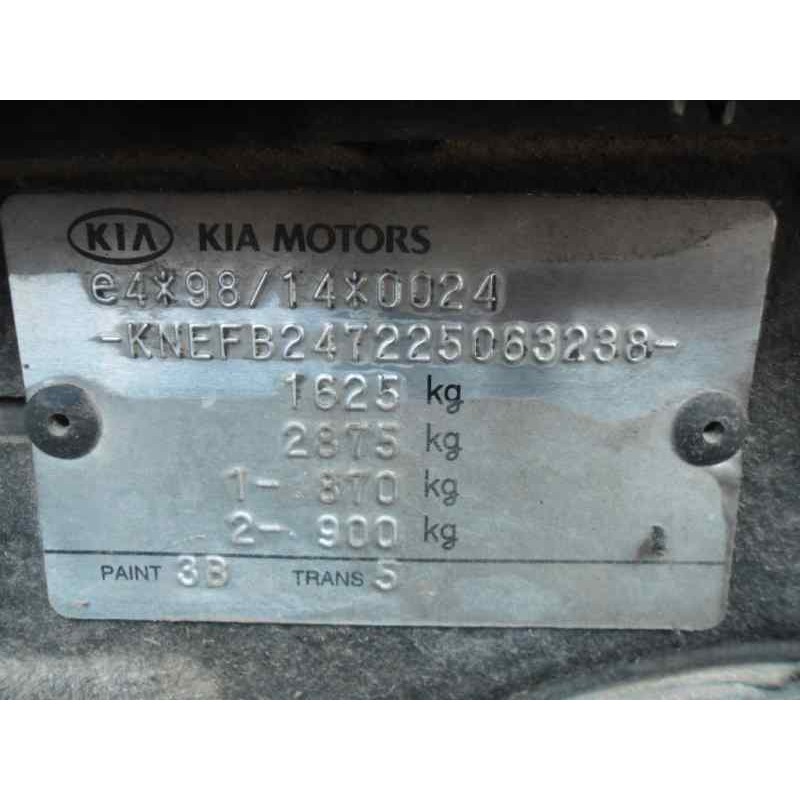 KIA KIA MOTORS
e4*98/14*0024
-KNEFB247225063238-
1625 kg
2875 kg
1- 870 kg
2- 900 kg
PAINT 3B TRANS 5